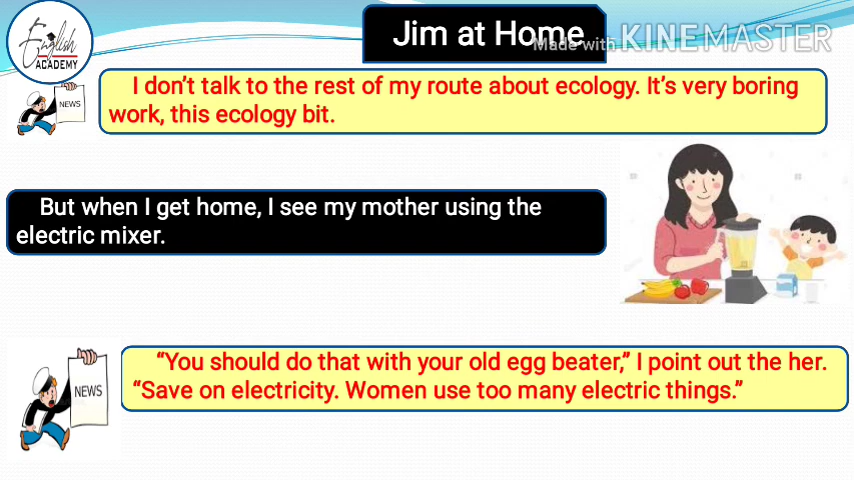 English
ACADEMY
Jim at Home
Made with KINEMASTER
NEWS
I don't talk to the rest of my route about ecology. It's very boring
work, this ecology bit.
But when I get home, I see my mother using the
electric mixer.
NEWS
“You should do that with your old egg beater,” I point out the her.
“Save on electricity. Women use too many electric things.”